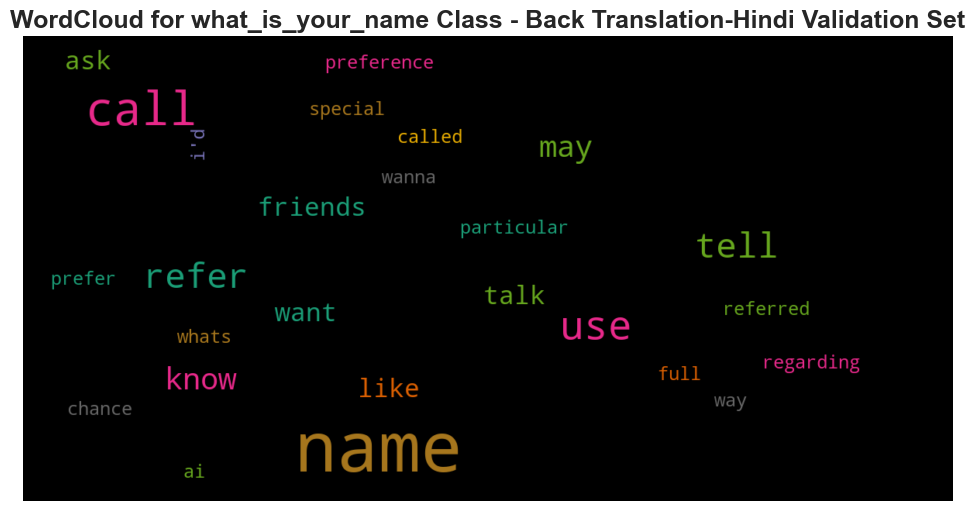 WordCloud for what_is_your_name Class - Back Translation-Hindi Validation Set
ask
preference
call
special
i'd
called
may
wanna
friends
particular
tell
prefer
refer
talk
want
use
referred
whats
know
like
full
regarding
chance
way
name
ai